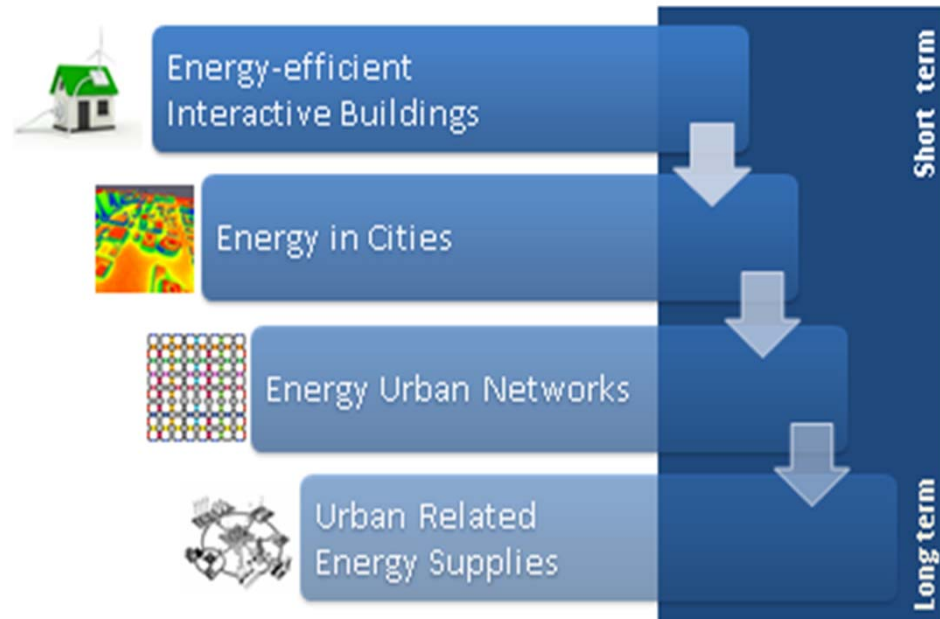 Energy-efficient
Interactive Buildings
Short term
Energy in Cities
Energy Urban Networks
Urban Related
Energy Supplies
Long term